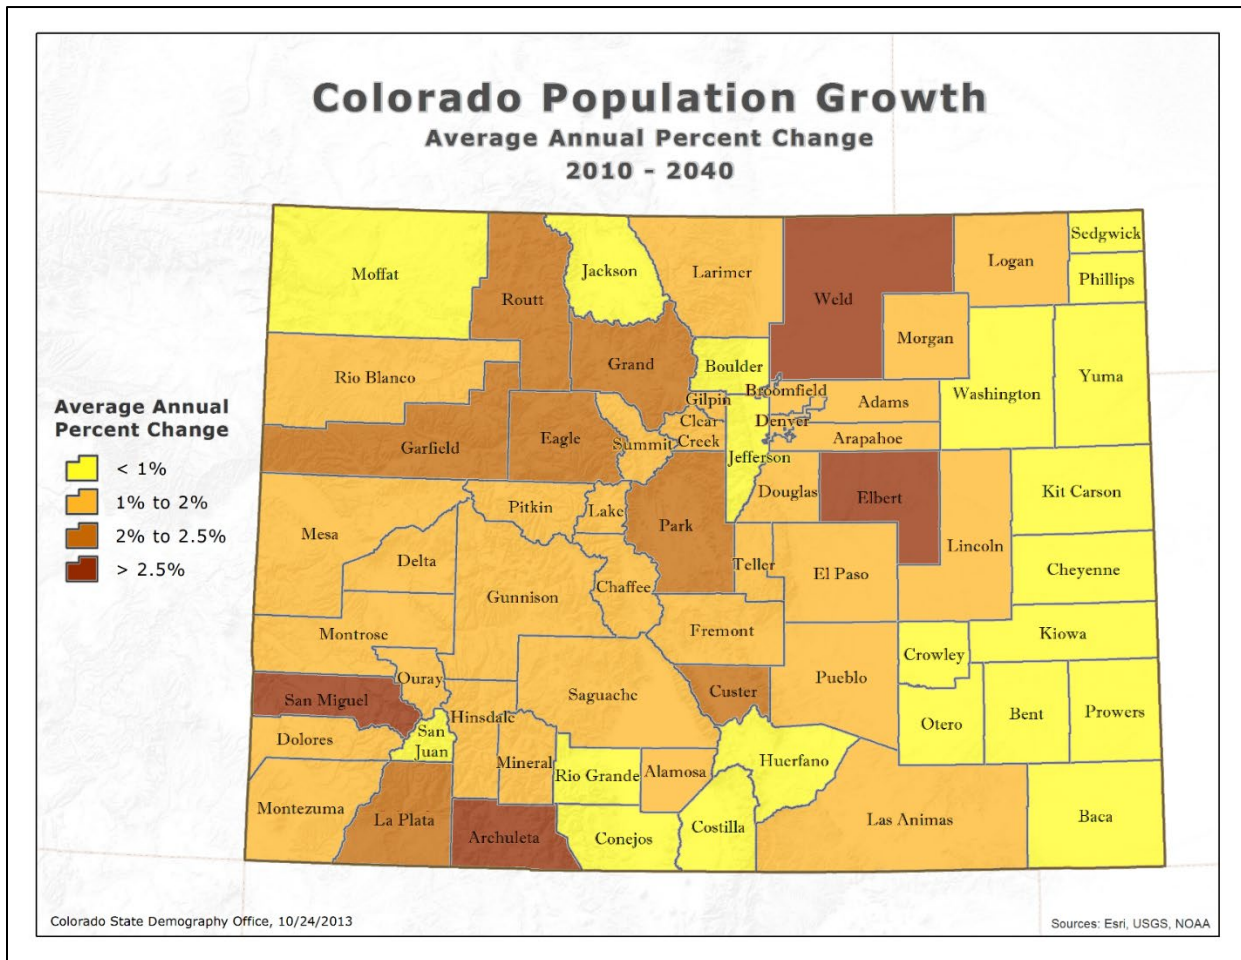 Colorado Population Growth
Average Annual Percent Change
2010 - 2040
Sedgwick
Logan
Moffat
Jackson
Larimer
Phillips
Routt
Weld
Morgan
Grand
Boulder
Rio Blanco
Yuma
Washington
Broomfield
Gilpin
Adams
Average Annual
Percent Change
Clear
Creek
Denver
Arapahoe
Eagle
Summit
Garfield
Jefferson
< 1%
Kit Carson
Douglas
Elbert
1% to 2%
Pitkin
Lake
Park
Mesa
2% to 2.5%
Lincoln
Delta
Teller
El Paso
Cheyenne
> 2.5%
Chaffee
Gunnison
Fremont
Montrose
Kiowa
Crowley
Ouray
Pueblo
San Miguel
Saguache
Custer
Hinsdale
Otero
Bent
Prowers
San
Juan
Dolores
Mineral
Huerfano
Rio Grande
Alamosa
Montezuma
La Plata
Las Animas
Baca
Archuleta
Conejos
Costilla
Colorado State Demography Office, 10/24/2013
Sources: Esri, USGS, NOAA